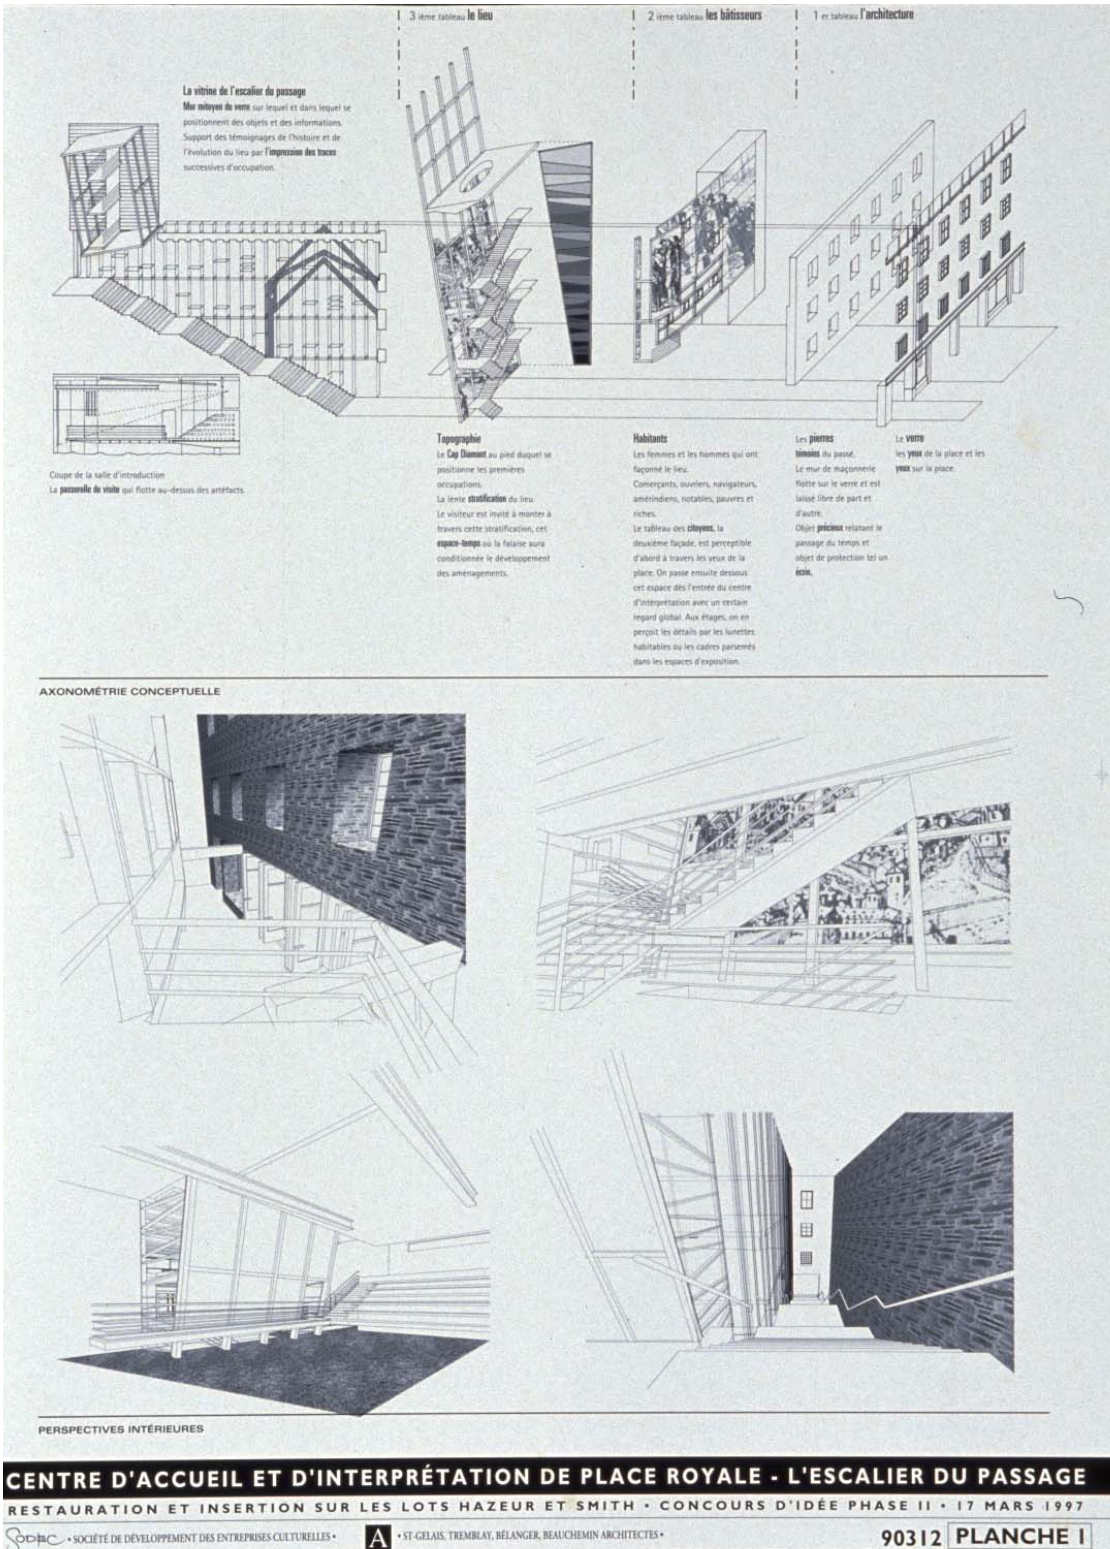 3 ième tableau le lieu
2 ième tableau les bâtisseurs
1 er tableau l'architecture
La vitrine de l'escalier du passage
Mur mitoyen de verre sur lequel et dans lequel se
positionnent des objets et des informations.
Support des témoignages de l'histoire et de
l'évolution du lieu par l'impression des traces
successives d'occupation.
Coupe de la salle d'introduction
La passerelle de visite qui flotte au-dessus des artéfacts.
Topographie
Le Cap Diamant au pied duquel se
positionne les premières
occupations.
La lente stratification du lieu.
Le visiteur est invité à monter à
travers cette stratification, cet
espace-temps où la falaise aura
conditionnée le développement
des aménagements.
Habitants
Les femmes et les hommes qui ont
façonné le lieu.
Comerçants, ouvriers, navigateurs,
amérindiens, notables, pauvres et
riches.
Le tableau des citoyens, la
deuxième façade, est perceptible
d'abord à travers les yeux de la
place. On passe ensuite dessous
cet espace dès l'entrée du centre
d'interprétation avec un certain
regard global. Aux étages, on en
perçoit les détails par les lunettes
habitables ou les cadres parsemés
dans les espaces d'exposition.
Les pierres
témoins du passé.
Le mur de maçonnerie
flotte sur le verre et est
laissé libre de part et
d'autre.
Objet précieux relatant le
passage du temps et
objet de protection tel un
écrin.
Le verre
les yeux de la place et les
yeux sur la place.
AXONOMÉTRIE CONCEPTUELLE
PERSPECTIVES INTÉRIEURES
CENTRE D'ACCUEIL ET D'INTERPRÉTATION DE PLACE ROYALE - L'ESCALIER DU PASSAGE
RESTAURATION ET INSERTION SUR LES LOTS HAZEUR ET SMITH • CONCOURS D'IDÉE PHASE II • 17 MARS 1997
Sodec • SOCIÉTÉ DE DÉVELOPPEMENT DES ENTREPRISES CULTURELLES •
A • ST-GELAIS, TREMBLAY, BÉLANGER, BEAUCHEMIN ARCHITECTES •
90312 PLANCHE I